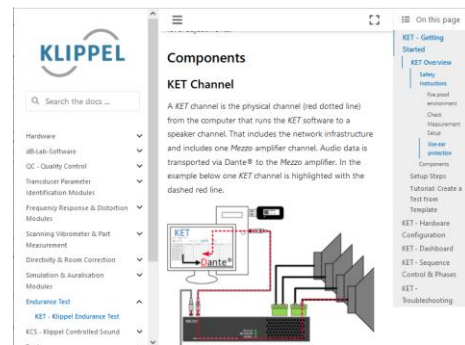 KLIPPEL
Search the docs ...
Hardware
dB-Lab-Software
QC - Quality Control
Transducer Parameter
Identification Modules
Frequency Response & Distortion
Modules
Scanning Vibrometer & Part
Measurement
Directivity & Room Correction
Simulation & Auralisation
Modules
Endurance Test
KET - Klippel Endurance Test
KCS - Klippel Controlled Sound
Components
KET Channel
A KET channel is the physical channel (red dotted line)
from the computer that runs the KET software to a
speaker channel. That includes the network infrastructure
and includes one Mezzo amplifier channel. Audio data is
transported via Dante® to the Mezzo amplifier. In the
example below one KET channel is highlighted with the
dashed red line.
KET
Dante®
MEZZO
On this page
KET - Getting
Started
KET Overview
Safety
Instructions
Fire proof
environment
Check
Measurement
Setup
Use ear
protection
Components
Setup Steps
Tutorial: Create a
Test from
Template
KET - Hardware
Configuration
KET - Dashboard
KET - Sequence
Control & Phases
KET -
Troubleshooting